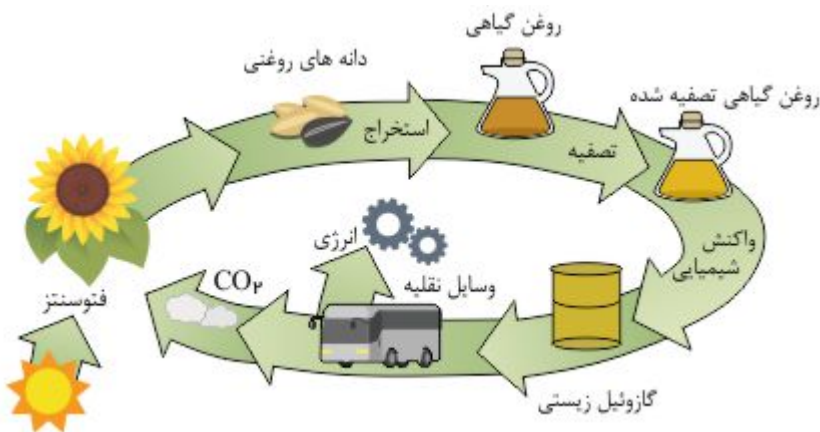 روغن گیاهی
دانه های روغنی
روغن گیاهی تصفیه شده
استخراج
تصفیه
واکنش
شیمیایی
انرژی
وسایل نقلیه
CO۲
فتوسنتز
گازوئیل زیستی